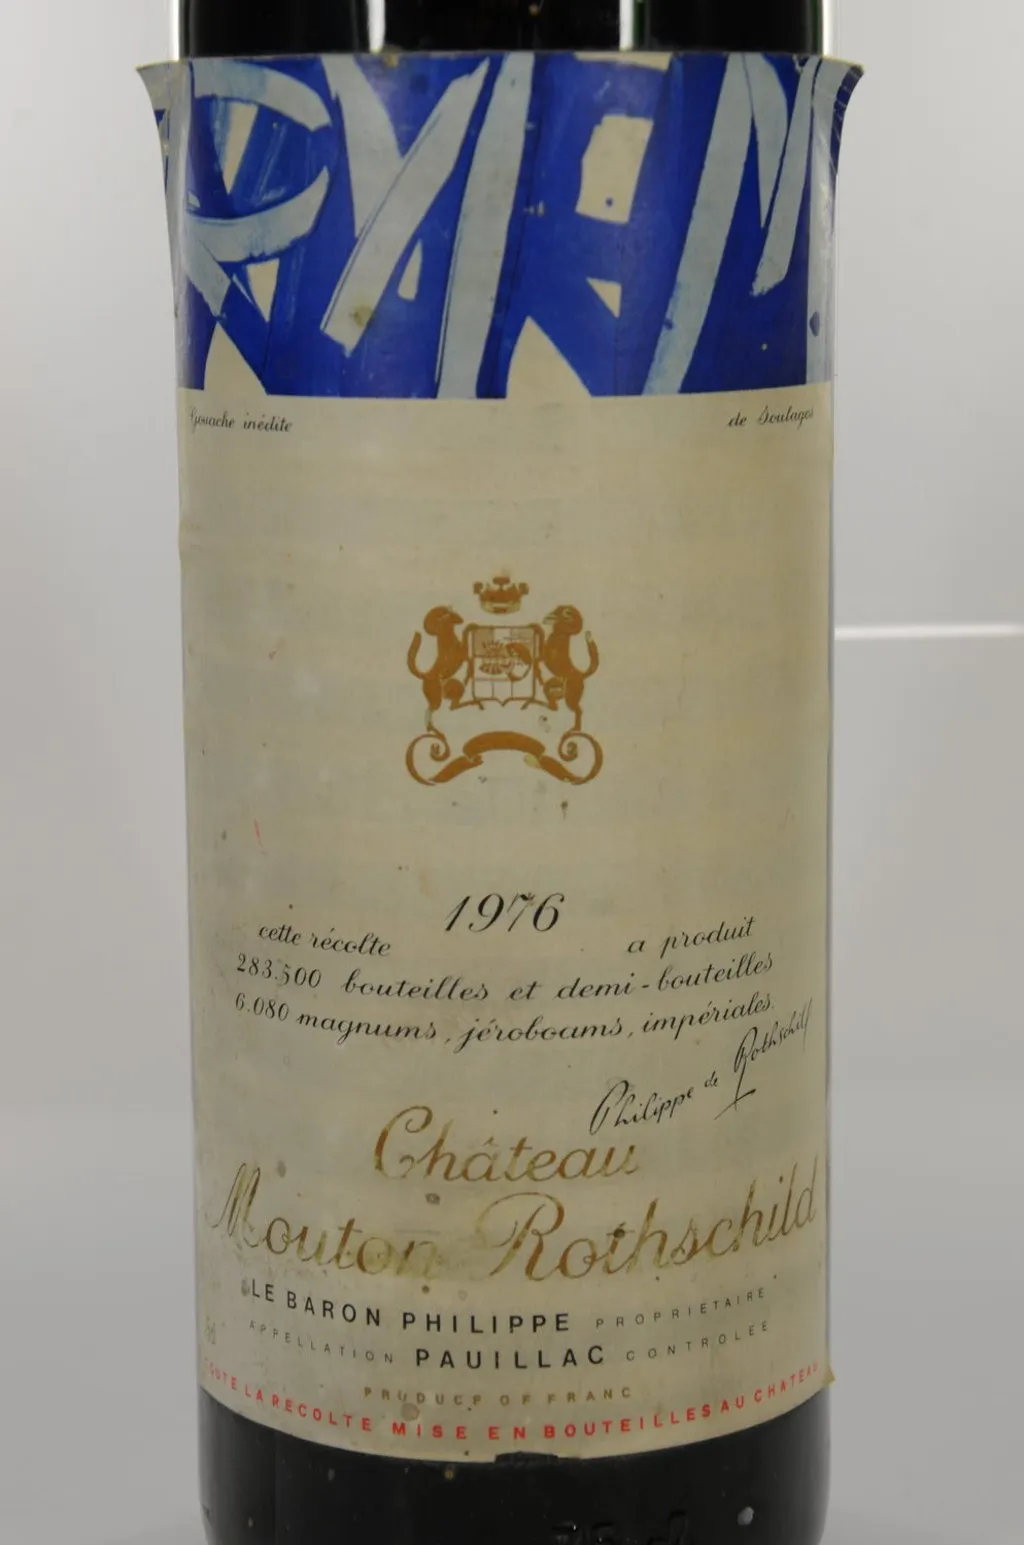 Gouache inédite de Soulages
1976
cette récolte a produit
283.500 bouteilles et demi-bouteilles
6.080 magnums, jéroboams, impériales.
Philippe de Rothschild
Château
Mouton Rothschild
LE BARON PHILIPPE PROPRIETAIRE
APPELLATION PAUILLAC CONTROLEE
PRODUCE OF FRANC
TOUTE LA RECOLTE MISE EN BOUTEILLES AU CHATEAU